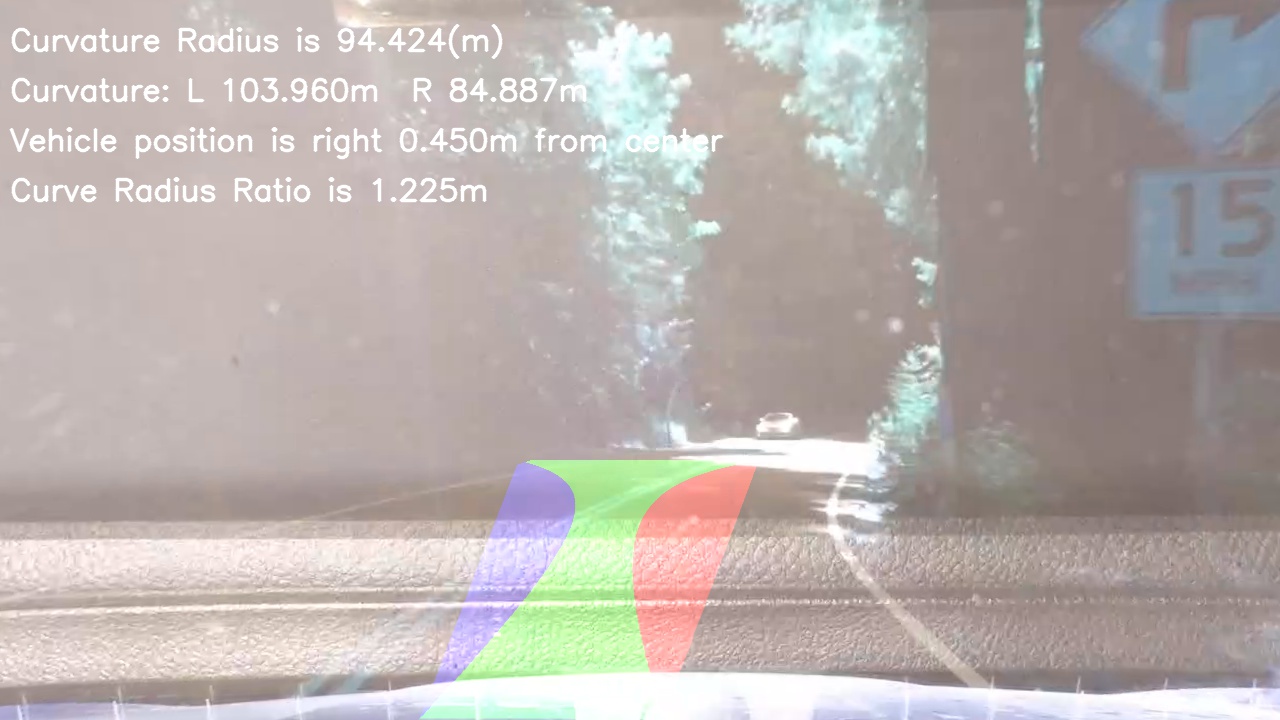 Curvature Radius is 94.424(m)
Curvature: L 103.960m R 84.887m
Vehicle position is right 0.450m from center
Curve Radius Ratio is 1.225m
15
MPH